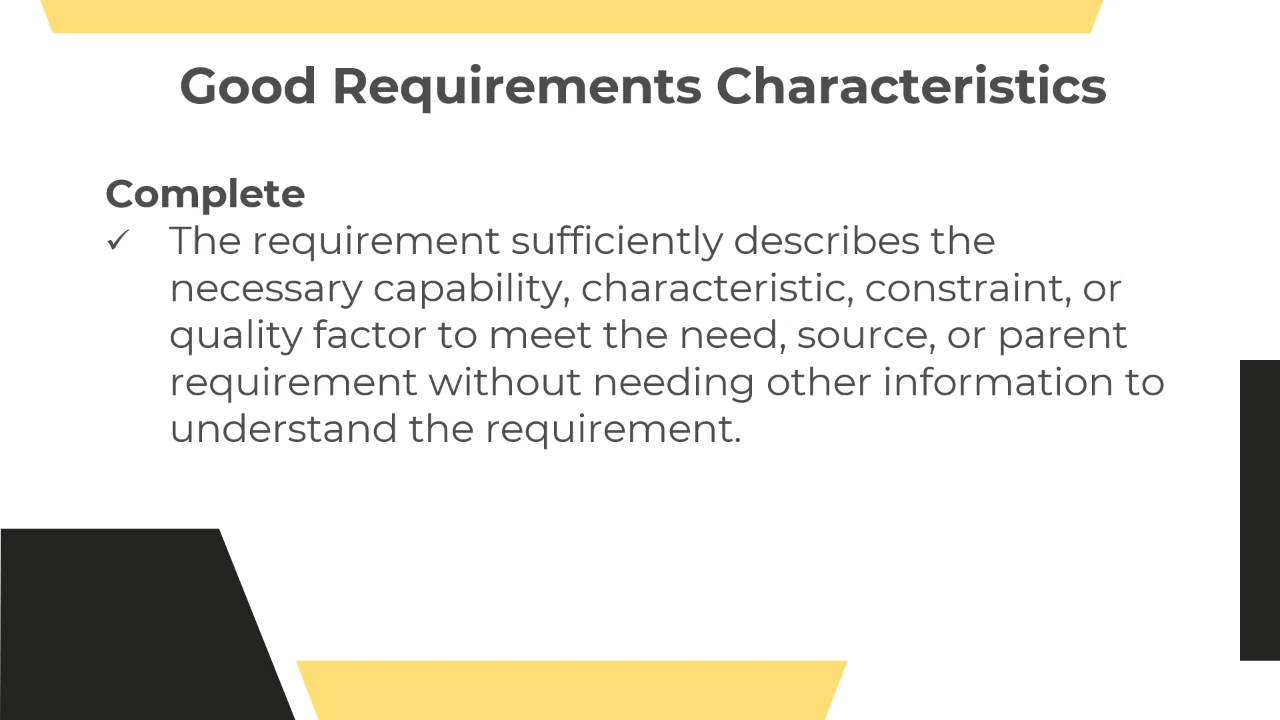 Good Requirements Characteristics
Complete
✓ The requirement sufficiently describes the
necessary capability, characteristic, constraint, or
quality factor to meet the need, source, or parent
requirement without needing other information to
understand the requirement.